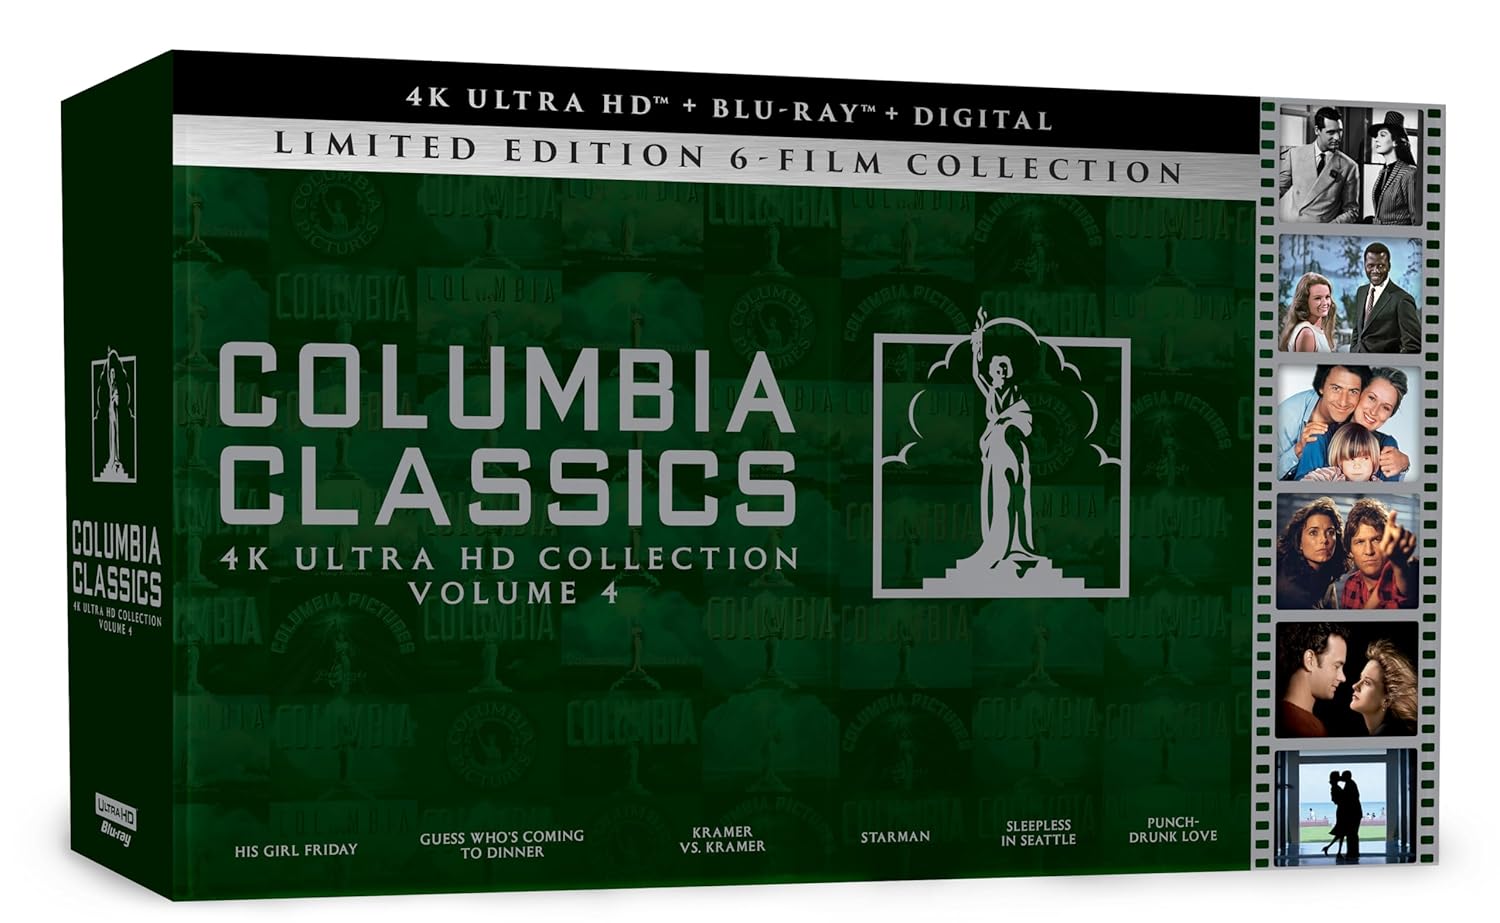 4K ULTRA HD™ + BLU-RAY™ + DIGITAL
LIMITED EDITION 6-FILM COLLECTION
COLUMBIA
CLASSICS
4K ULTRA HD COLLECTION
VOLUME 4
HIS GIRL FRIDAY
GUESS WHO'S COMING
TO DINNER
KRAMER
VS. KRAMER
STARMAN
SLEEPLESS
IN SEATTLE
PUNCH-
DRUNK LOVE
COLUMBIA
CLASSICS
4K ULTRA HD COLLECTION
VOLUME 4
ULTRA HD
Blu-ray